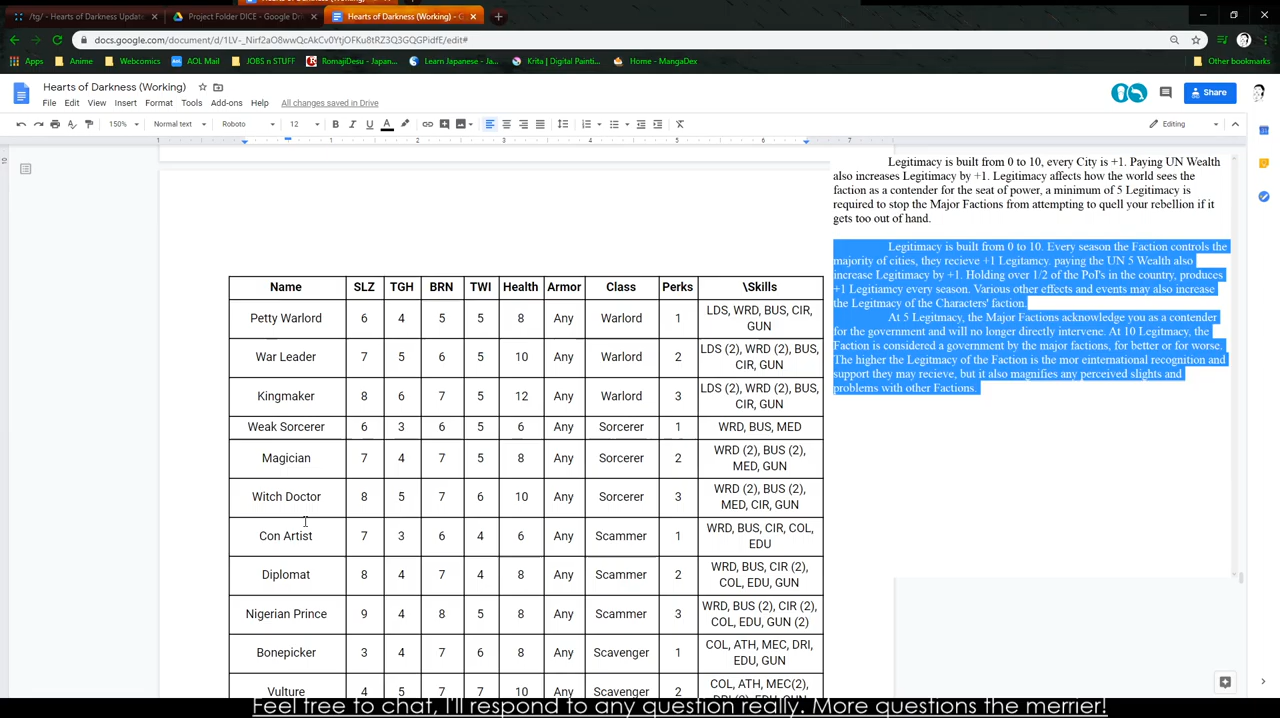 /tg/ - Hearts of Darkness Updat
Project Folder DICE - Google Dri
Hearts of Darkness (Working) - G
docs.google.com/document/d/1LV-_Nirf2aO8wwQcAkCv0YtjOFKu8tRZ3Q3GQGPidfE/edit#
Apps Anime Webcomics AOL Mail JOBS n STUFF RomajiDesu - Japan... Learn Japanese - Ja... Krita | Digital Painti... Home - MangaDex Other bookmarks
Hearts of Darkness (Working)
File Edit View Insert Format Tools Add-ons Help All changes saved in Drive
Share
150% Normal text Roboto 12 Editing
1 1 2 3 4 5 6 7
Legitimacy is built from 0 to 10, every City is +1. Paying UN Wealth
also increases Legitimacy by +1. Legitimacy affects how the world sees the
faction as a contender for the seat of power, a minimum of 5 Legitimacy is
required to stop the Major Factions from attempting to quell your rebellion if it
gets too out of hand.
Legitimacy is built from 0 to 10. Every season the Faction controls the
majority of cities, they recieve +1 Legitamcy. paying the UN 5 Wealth also
increase Legitimacy by +1. Holding over 1/2 of the PoI's in the country, produces
+1 Legitiamcy every season. Various other effects and events may also increase
the Legitmacy of the Characters' faction.
At 5 Legitmacy, the Major Factions acknowledge you as a contender
for the government and will no longer directly intervene. At 10 Legitmacy, the
Faction is considered a government by the major factions, for better or for worse.
The higher the Legitmacy of the Faction is the mor einternational recognition and
support they may recieve, but it also magnifies any perceived slights and
problems with other Factions.
Name SLZ TGH BRN TWI Health Armor Class Perks \Skills
Petty Warlord 6 4 5 5 8 Any Warlord 1 LDS, WRD, BUS, CIR,
GUN
War Leader 7 5 6 5 10 Any Warlord 2 LDS (2), WRD (2), BUS,
CIR, GUN
Kingmaker 8 6 7 5 12 Any Warlord 3 LDS (2), WRD (2), BUS,
CIR, GUN
Weak Sorcerer 6 3 6 5 6 Any Sorcerer 1 WRD, BUS, MED
Magician 7 4 7 5 8 Any Sorcerer 2 WRD (2), BUS (2),
MED, GUN
Witch Doctor 8 5 7 6 10 Any Sorcerer 3 WRD (2), BUS (2),
MED, CIR, GUN
Con Artist 7 3 6 4 6 Any Scammer 1 WRD, BUS, CIR, COL,
EDU
Diplomat 8 4 7 4 8 Any Scammer 2 WRD, BUS, CIR (2),
COL, EDU, GUN
Nigerian Prince 9 4 8 5 8 Any Scammer 3 WRD, BUS (2), CIR (2),
COL, EDU, GUN (2)
Bonepicker 3 4 7 6 8 Any Scavenger 1 COL, ATH, MEC, DRI,
EDU, GUN
Vulture 4 5 7 7 10 Any Scavenger 2 COL, ATH, MEC(2),
Feel free to chat, I'll respond to any question really. More questions the merrier!